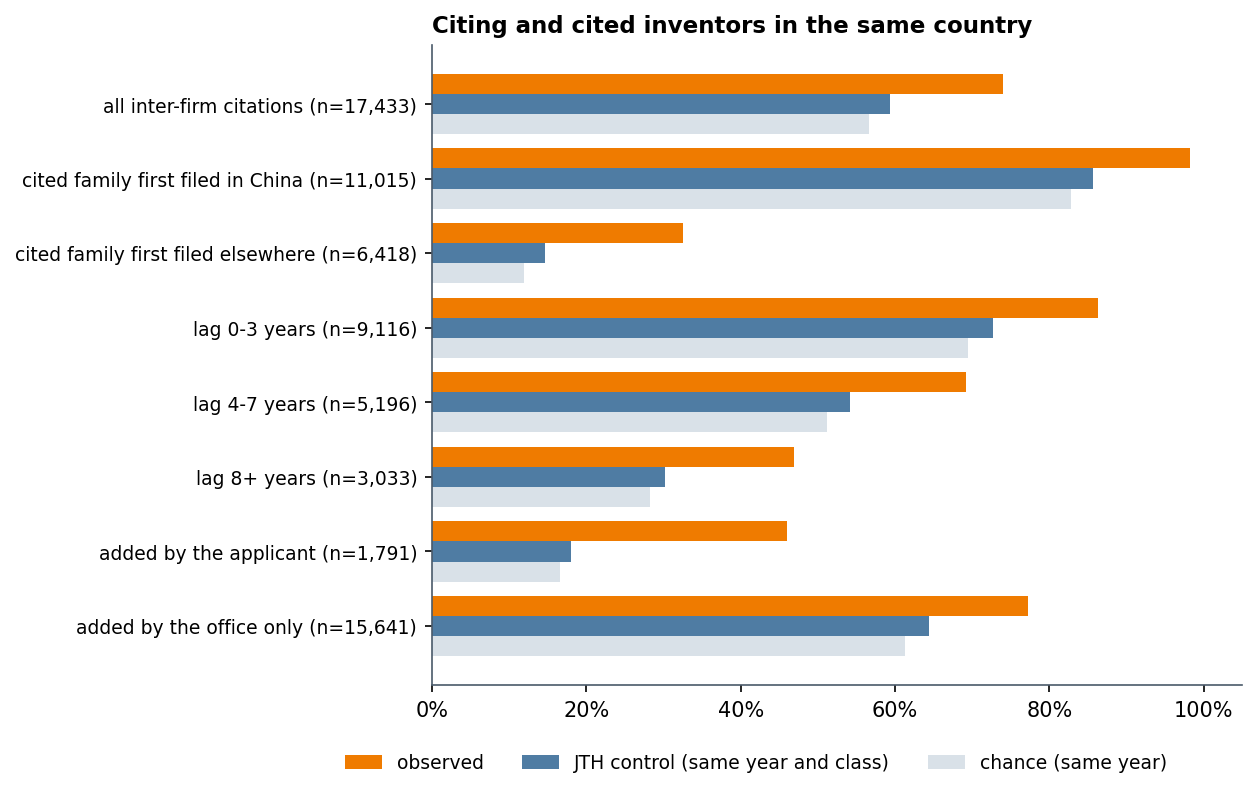 Citing and cited inventors in the same country
all inter-firm citations (n=17,433)
cited family first filed in China (n=11,015)
cited family first filed elsewhere (n=6,418)
lag 0-3 years (n=9,116)
lag 4-7 years (n=5,196)
lag 8+ years (n=3,033)
added by the applicant (n=1,791)
added by the office only (n=15,641)
0% 20% 40% 60% 80% 100%
observed JTH control (same year and class) chance (same year)